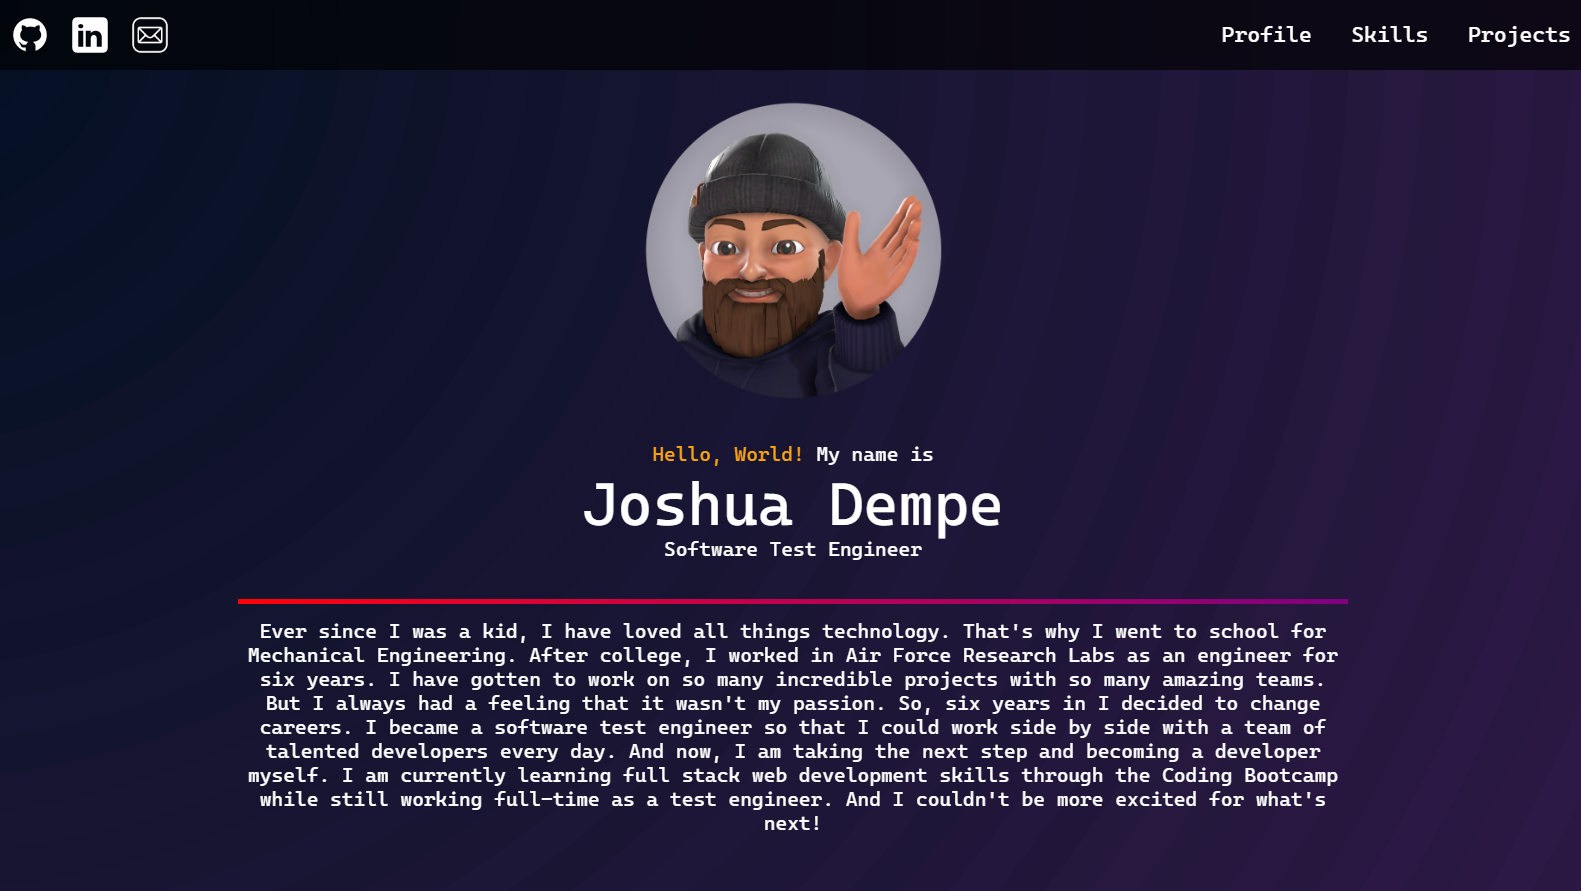 in
Profile Skills Projects
Hello, World! My name is
Joshua Dempe
Software Test Engineer
Ever since I was a kid, I have loved all things technology. That's why I went to school for
Mechanical Engineering. After college, I worked in Air Force Research Labs as an engineer for
six years. I have gotten to work on so many incredible projects with so many amazing teams.
But I always had a feeling that it wasn't my passion. So, six years in I decided to change
careers. I became a software test engineer so that I could work side by side with a team of
talented developers every day. And now, I am taking the next step and becoming a developer
myself. I am currently learning full stack web development skills through the Coding Bootcamp
while still working full-time as a test engineer. And I couldn't be more excited for what's
next!